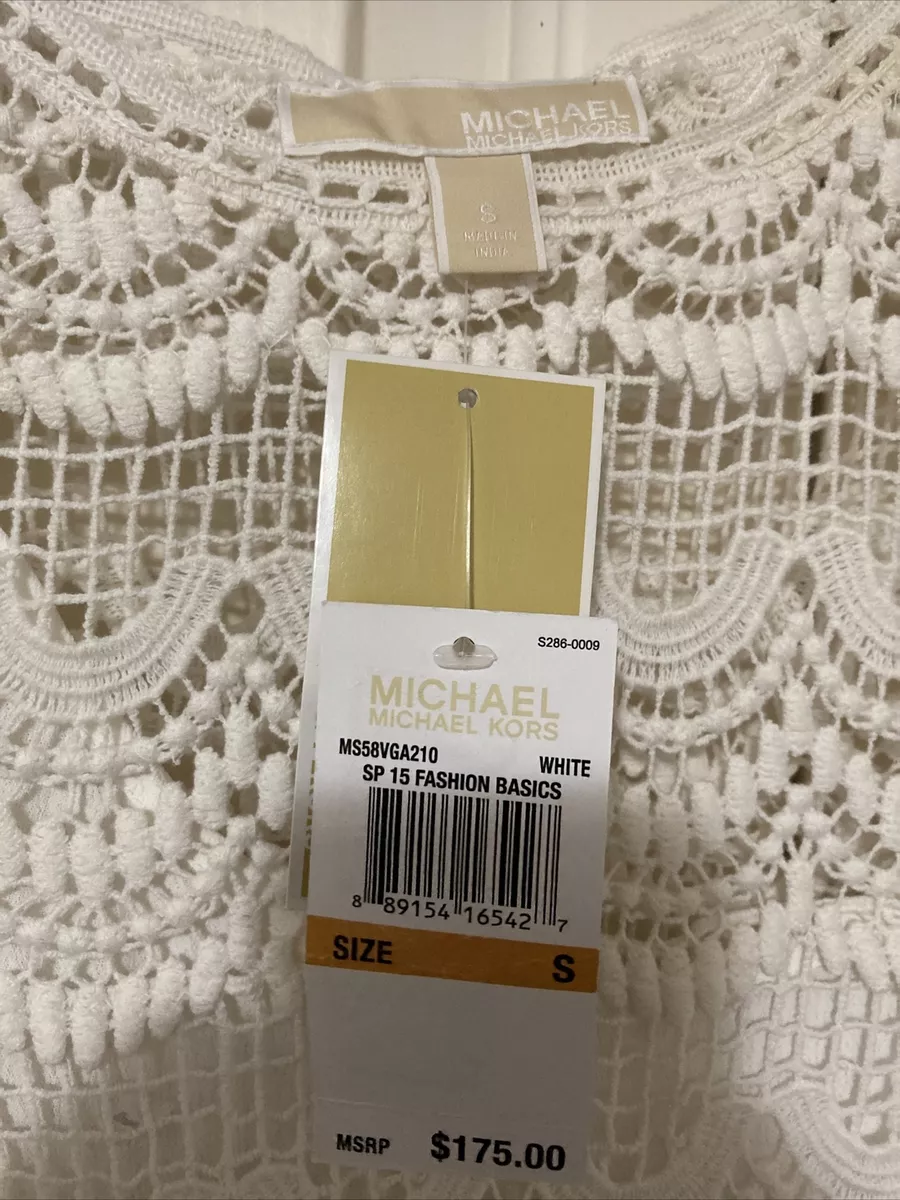 MICHAEL
MICHAEL KORS
S
MADE IN
INDIA
S286-0009
MICHAEL
MICHAEL KORS
MS58VGA210 WHITE
SP 15 FASHION BASICS
8 89154 16542 7
SIZE S
MSRP $175.00